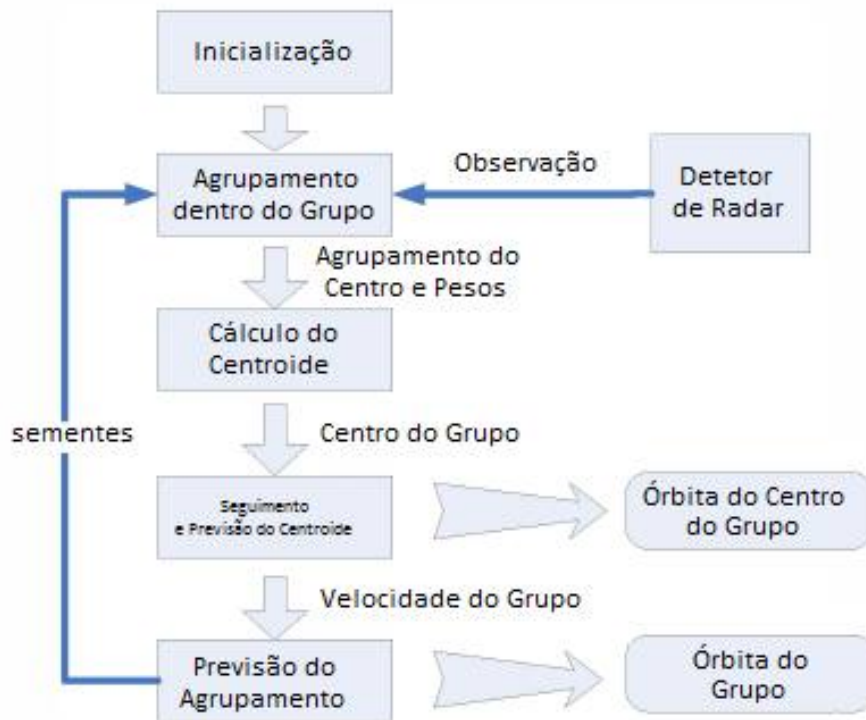 Inicialização
Observação
Agrupamento
dentro do Grupo
Detetor
de Radar
Agrupamento do
Centro e Pesos
Cálculo do
Centroide
sementes
Centro do Grupo
Seguimento
e Previsão do Centroide
Órbita do Centro
do Grupo
Velocidade do Grupo
Previsão do
Agrupamento
Órbita do
Grupo